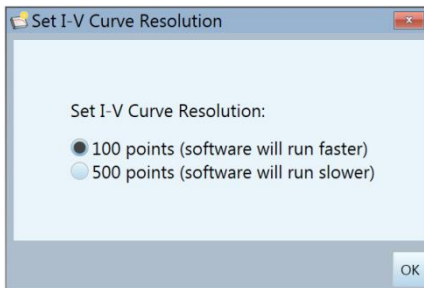 Set I-V Curve Resolution
Set I-V Curve Resolution:
100 points (software will run faster)
500 points (software will run slower)
OK